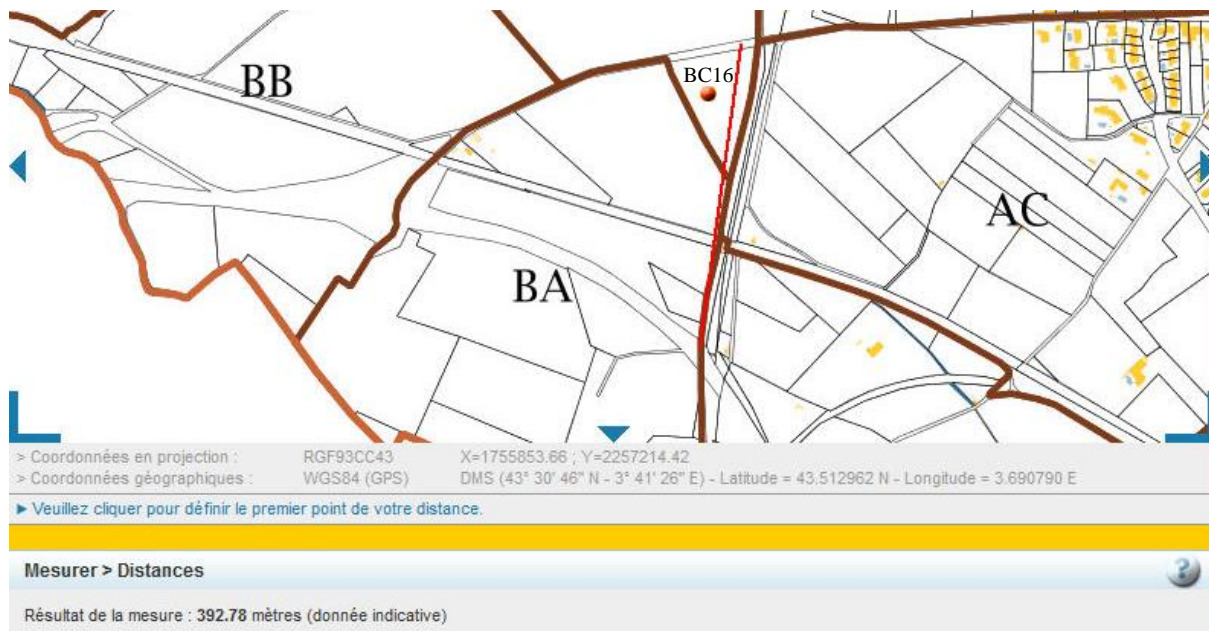 BB
BC16
AC
BA
> Coordonnées en projection : RGF93CC43 X=1755853.66 ; Y=2257214.42
> Coordonnées géographiques : WGS84 (GPS) DMS (43° 30' 46" N - 3° 41' 26" E) - Latitude = 43.512962 N - Longitude = 3.690790 E
Veuillez cliquer pour définir le premier point de votre distance.
Mesurer > Distances
?
Résultat de la mesure : 392.78 mètres (donnée indicative)